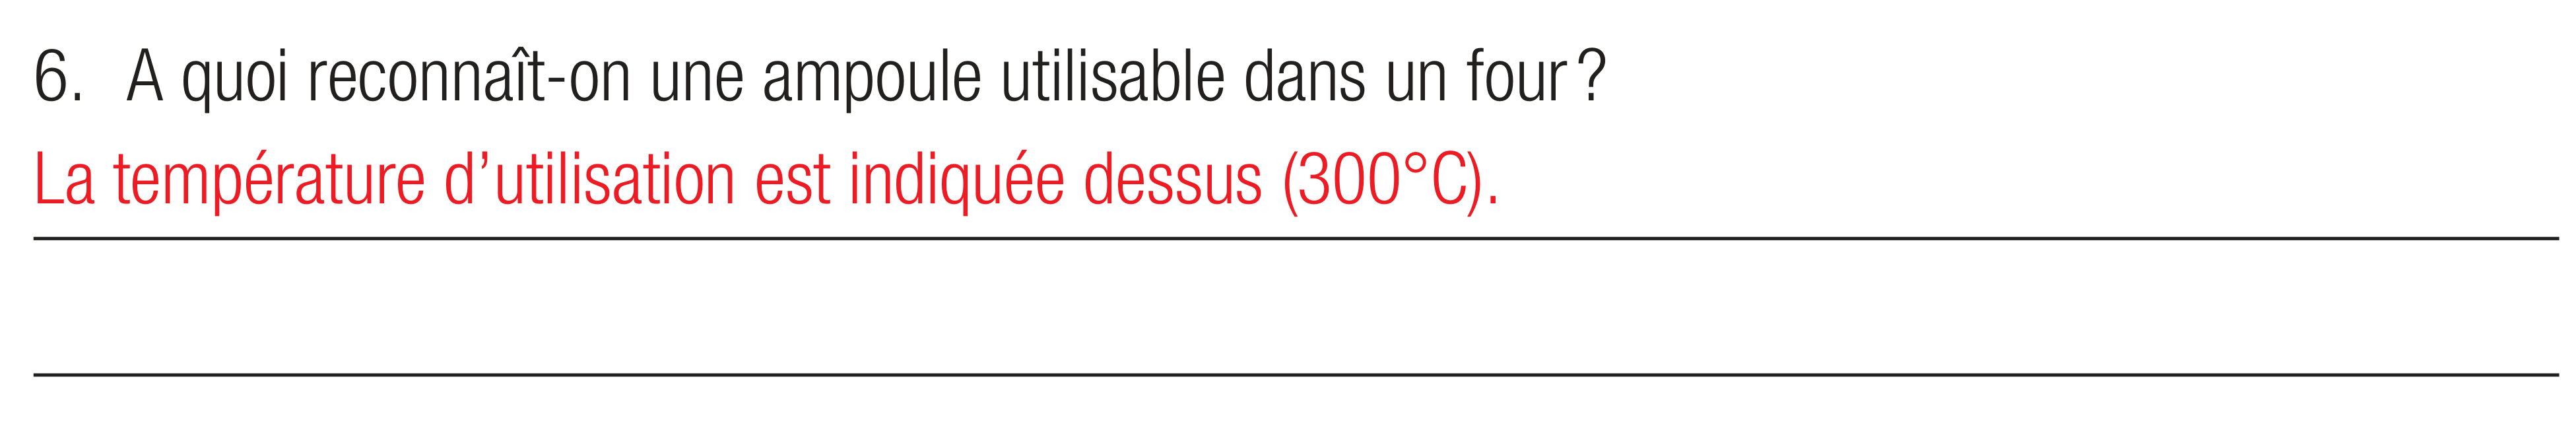 6. A quoi reconnaît-on une ampoule utilisable dans un four ?
La température d’utilisation est indiquée dessus (300°C).